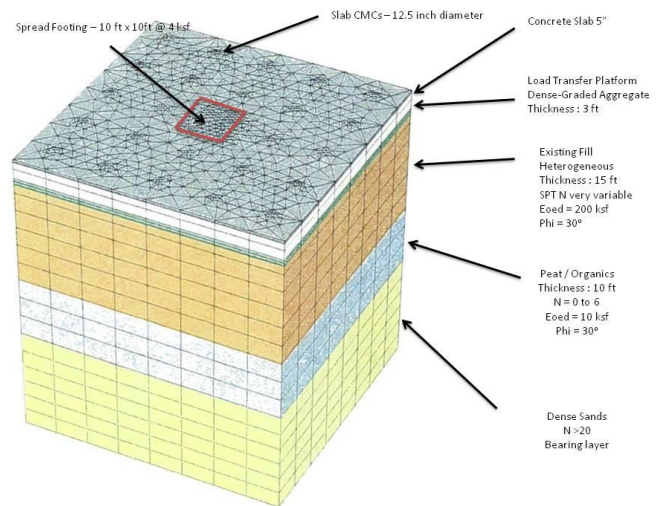 Slab CMCs – 12.5 inch diameter
Concrete Slab 5"
Spread Footing – 10 ft x 10ft @ 4 ksf
Load Transfer Platform
Dense-Graded Aggregate
Thickness : 3 ft
Existing Fill
Heterogeneous
Thickness : 15 ft
SPT N very variable
Eoed = 200 ksf
Phi = 30°
Peat / Organics
Thickness : 10 ft
N = 0 to 6
Eoed = 10 ksf
Phi = 30°
Dense Sands
N >20
Bearing layer